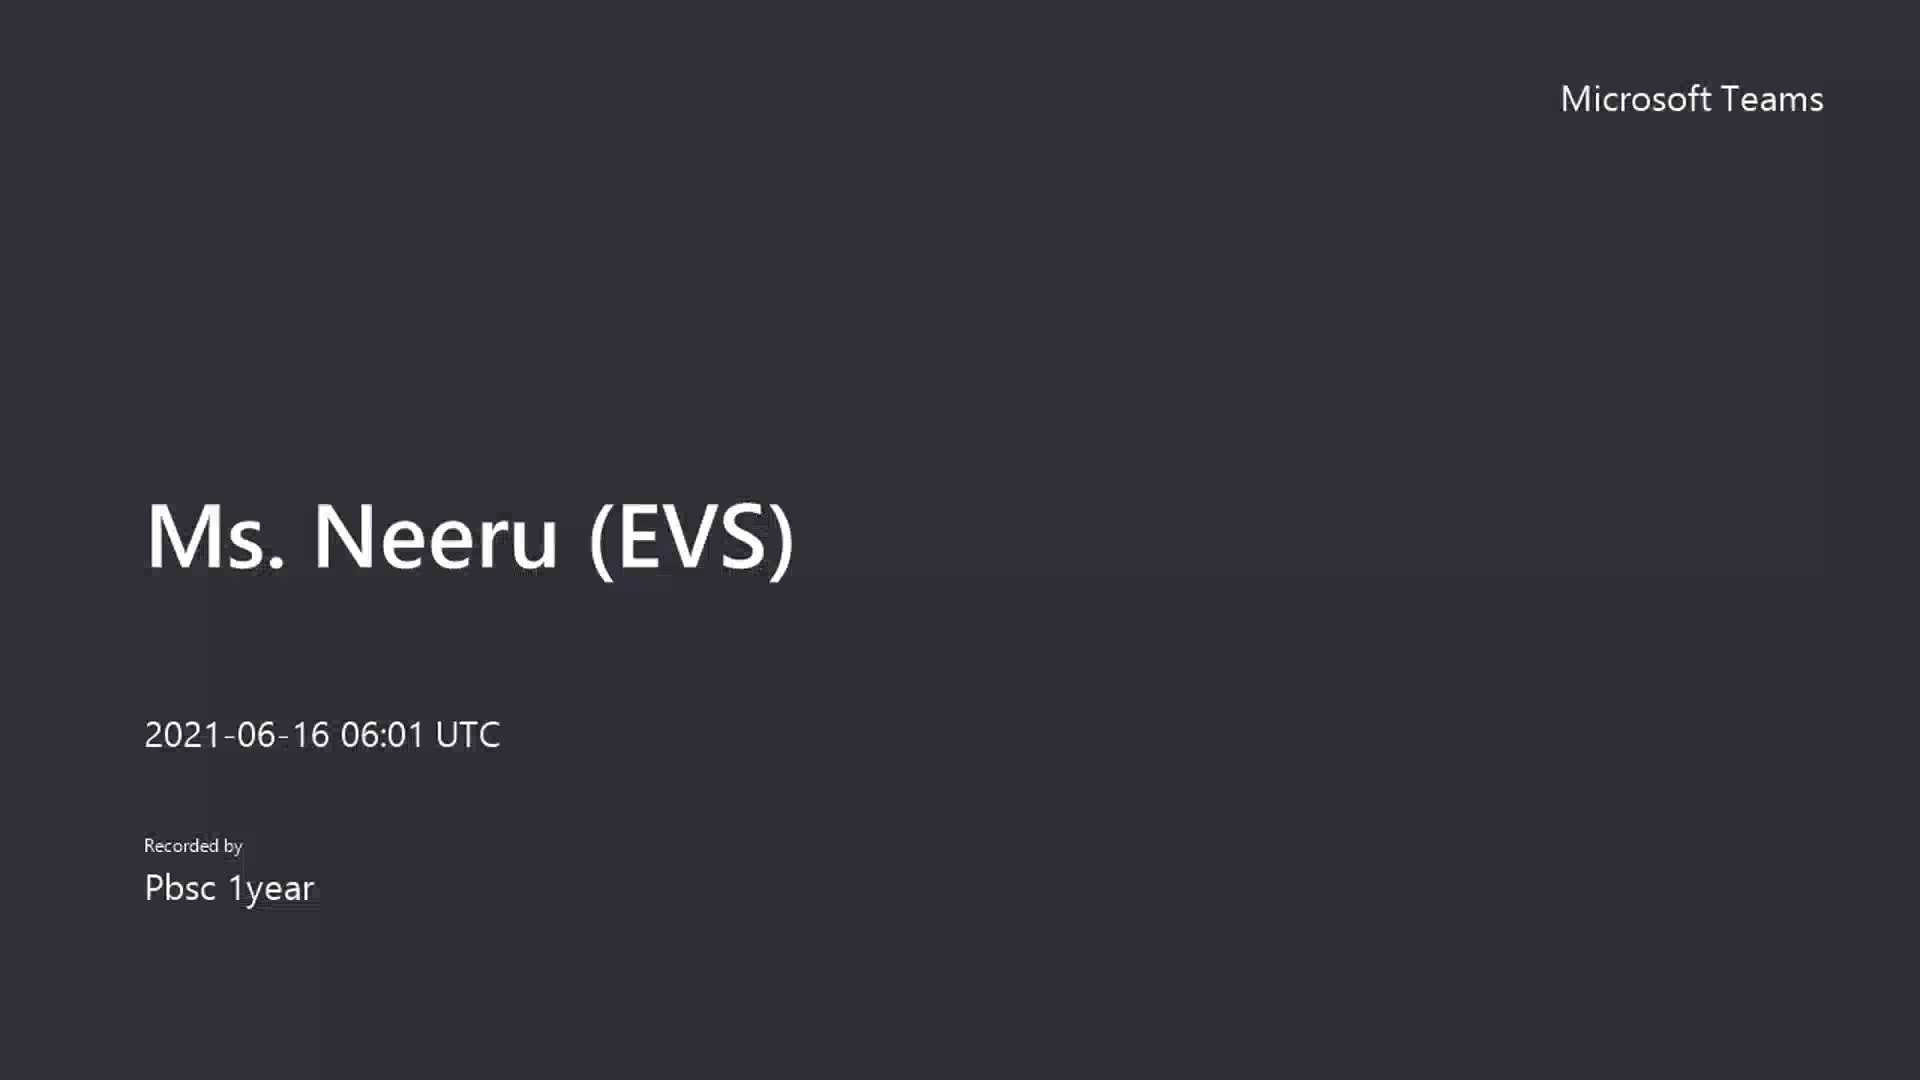 Microsoft Teams
Ms. Neeru (EVS)
2021-06-16 06:01 UTC
Recorded by
Pbsc 1year